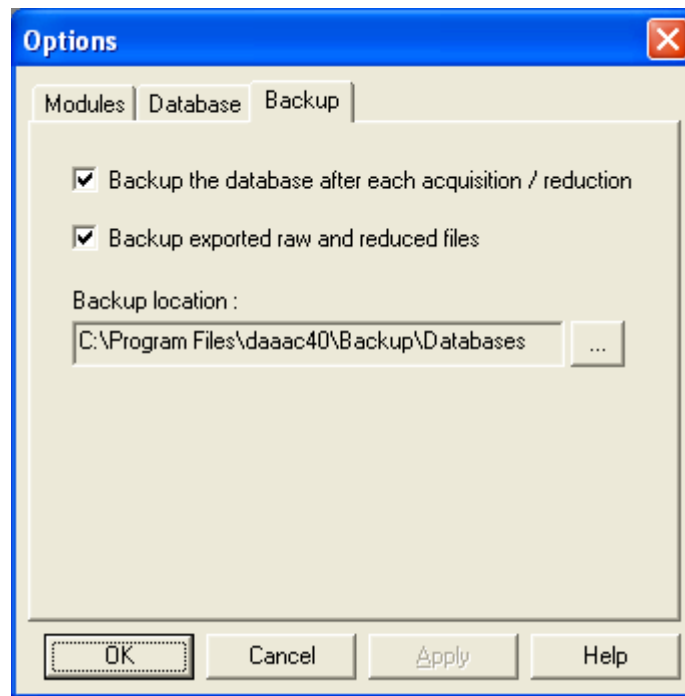 Options
Modules Database Backup
Backup the database after each acquisition / reduction
Backup exported raw and reduced files
Backup location :
C:\Program Files\daaac40\Backup\Databases ...
OK Cancel Apply Help